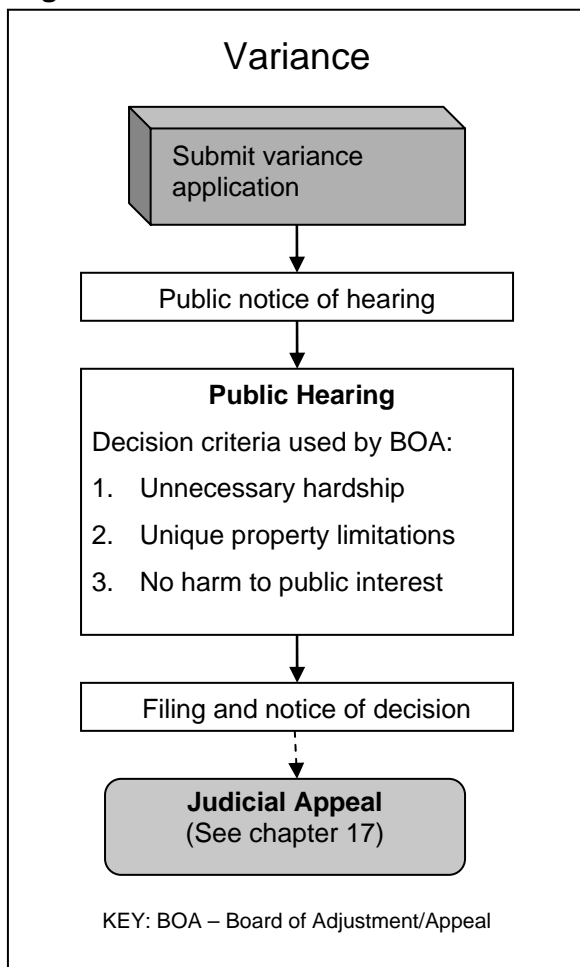 Variance
Submit variance
application
Public notice of hearing
Public Hearing
Decision criteria used by BOA:
1. Unnecessary hardship
2. Unique property limitations
3. No harm to public interest
Filing and notice of decision
Judicial Appeal
(See chapter 17)
KEY: BOA – Board of Adjustment/Appeal